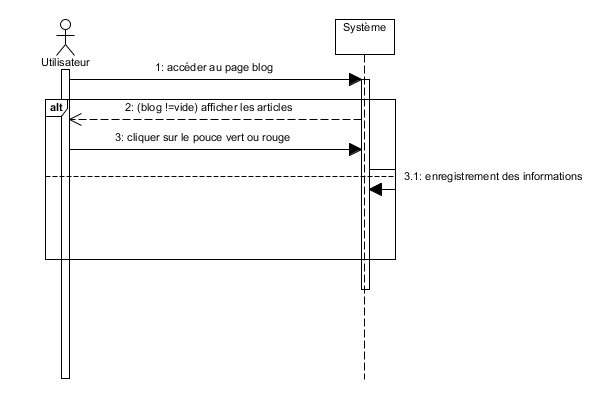 Système
Utilisateur
1: accéder au page blog
alt
2: (blog !=vide) afficher les articles
3: cliquer sur le pouce vert ou rouge
3.1: enregistrement des informations